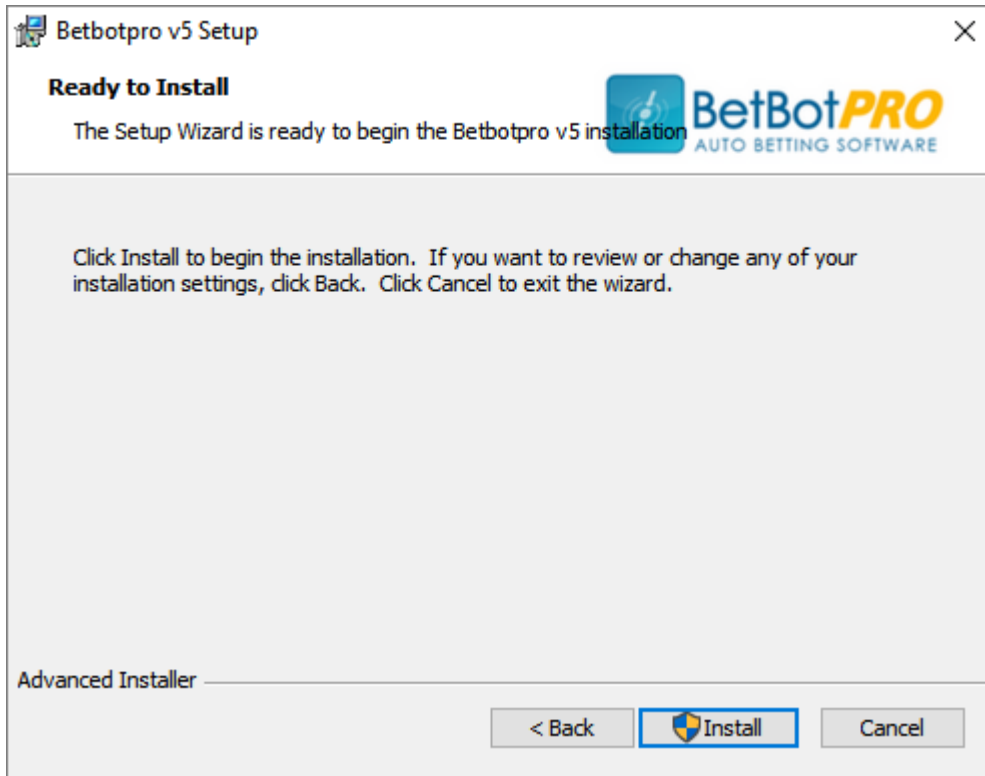 Betbotpro v5 Setup
Ready to Install
The Setup Wizard is ready to begin the Betbotpro v5 installation
BetBotPRO
AUTO BETTING SOFTWARE
Click Install to begin the installation.  If you want to review or change any of your
installation settings, click Back.  Click Cancel to exit the wizard.
Advanced Installer
< Back
Install
Cancel